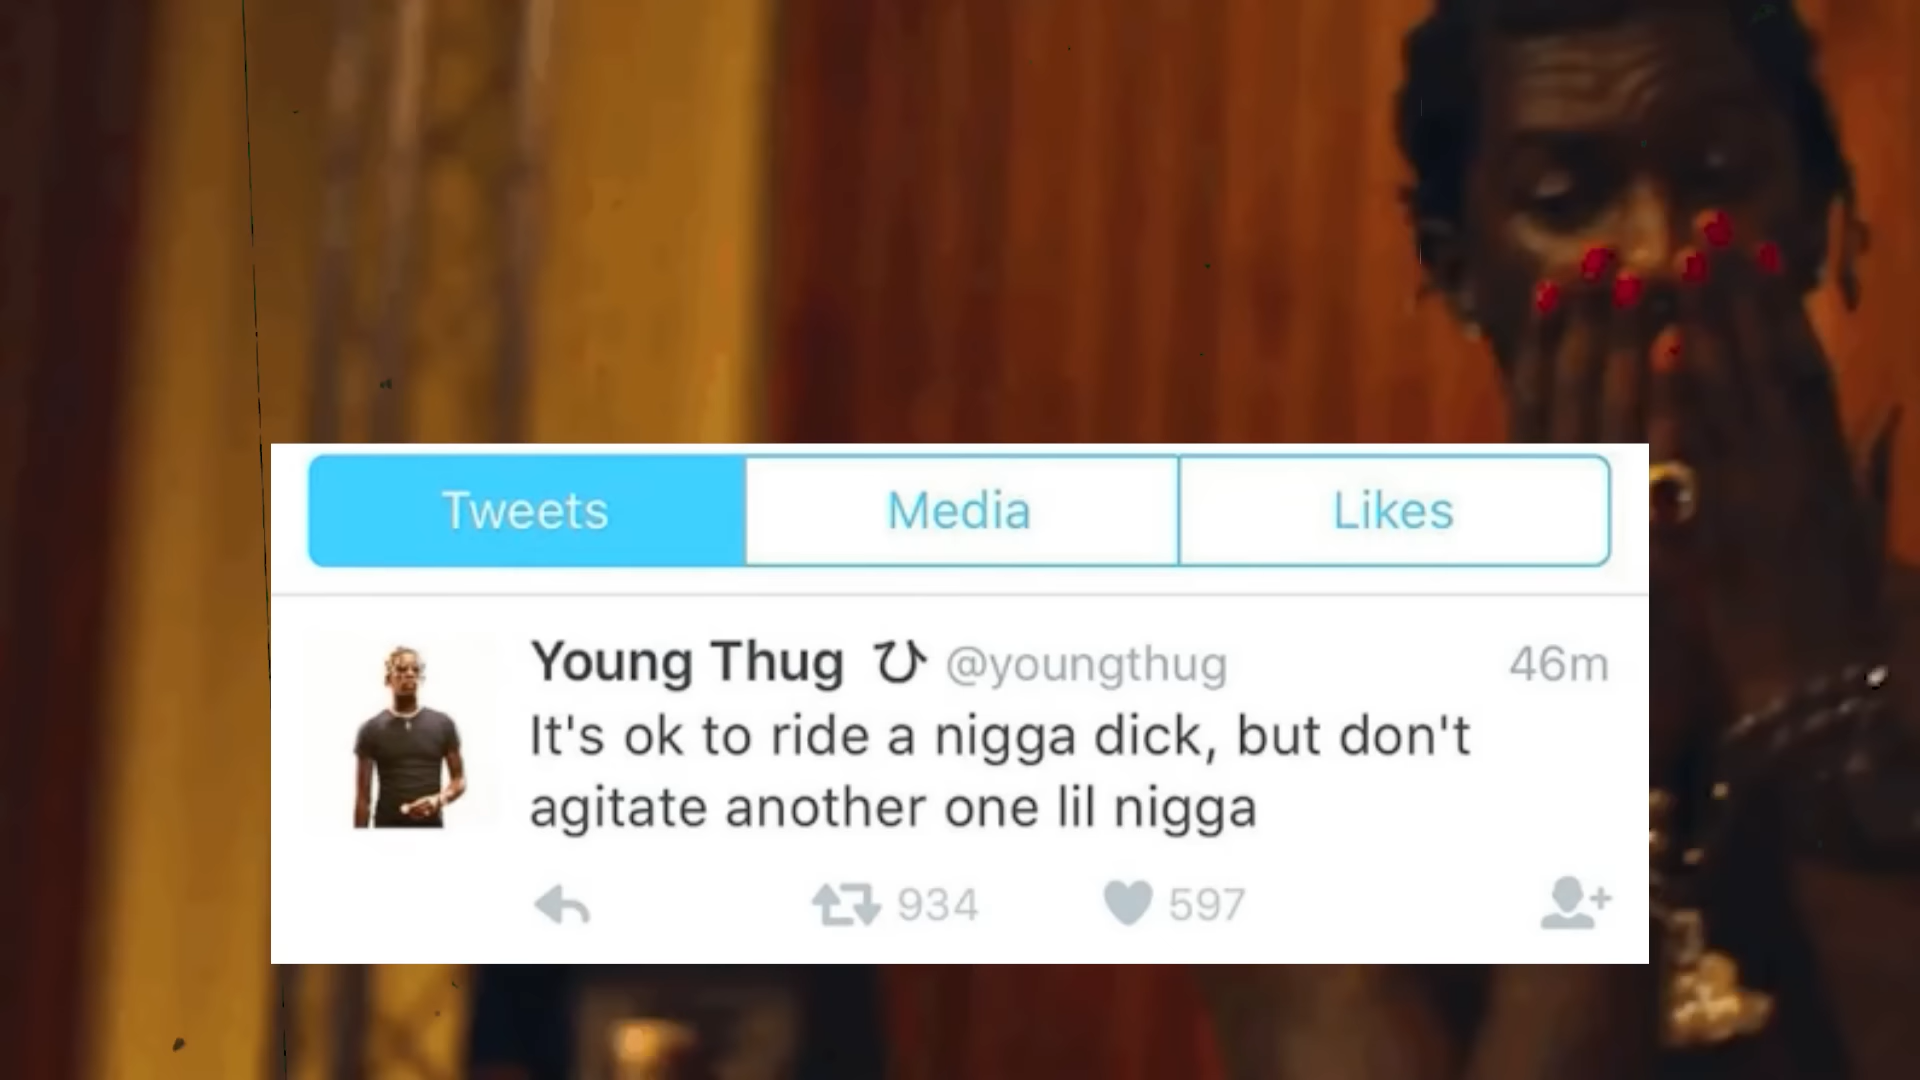 Tweets Media Likes
Young Thug ひ @youngthug 46m
It's ok to ride a nigga dick, but don't
agitate another one lil nigga
934 597